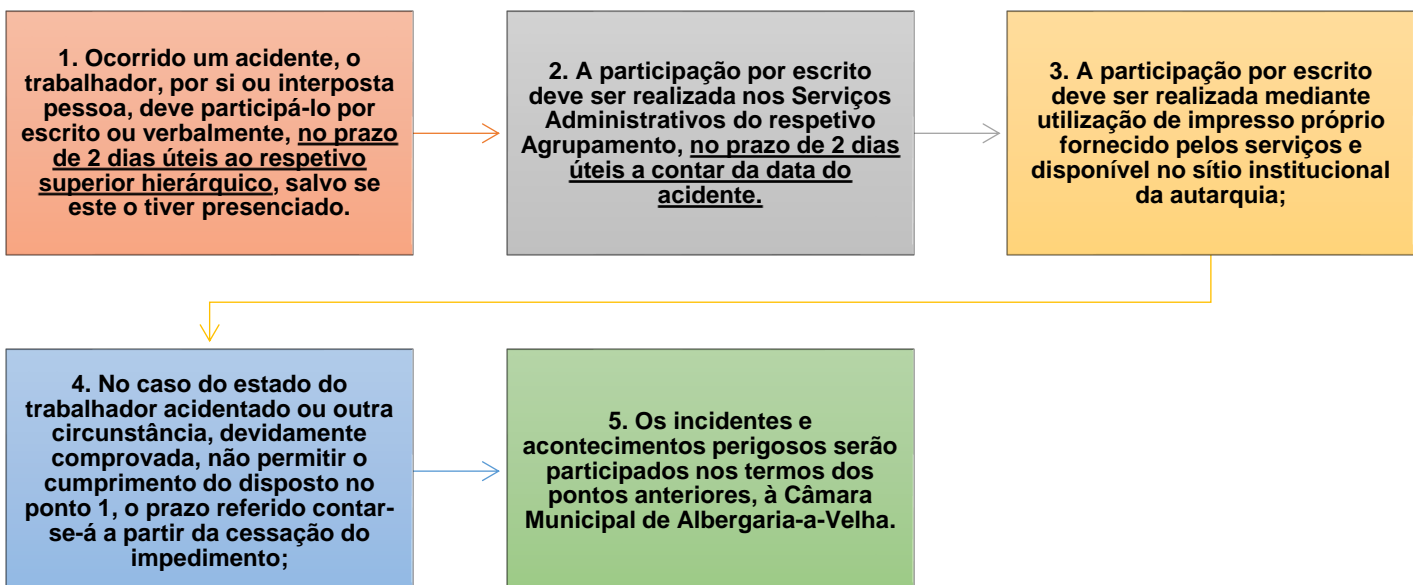 1. Ocorrido um acidente, o
trabalhador, por si ou interposta
pessoa, deve participá-lo por
escrito ou verbalmente, no prazo
de 2 dias úteis ao respetivo
superior hierárquico, salvo se
este o tiver presenciado.
2. A participação por escrito
deve ser realizada nos Serviços
Administrativos do respetivo
Agrupamento, no prazo de 2 dias
úteis a contar da data do
acidente.
3. A participação por escrito
deve ser realizada mediante
utilização de impresso próprio
fornecido pelos serviços e
disponível no sítio institucional
da autarquia;
4. No caso do estado do
trabalhador acidentado ou outra
circunstância, devidamente
comprovada, não permitir o
cumprimento do disposto no
ponto 1, o prazo referido contar-
se-á a partir da cessação do
impedimento;
5. Os incidentes e
acontecimentos perigosos serão
participados nos termos dos
pontos anteriores, à Câmara
Municipal de Albergaria-a-Velha.